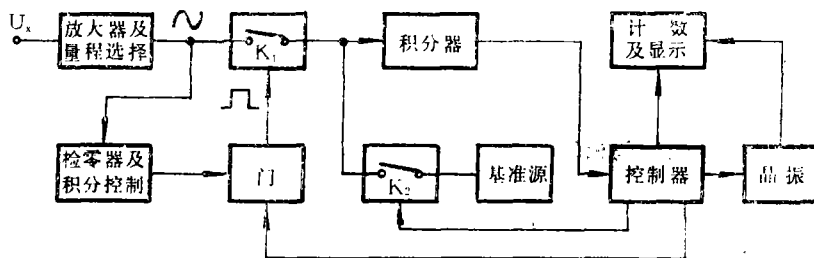 Uₓ
放大器及
量程选择
K₁
积分器
计数
及显示
检零器及
积分控制
门
K₂
基准源
控制器
晶振